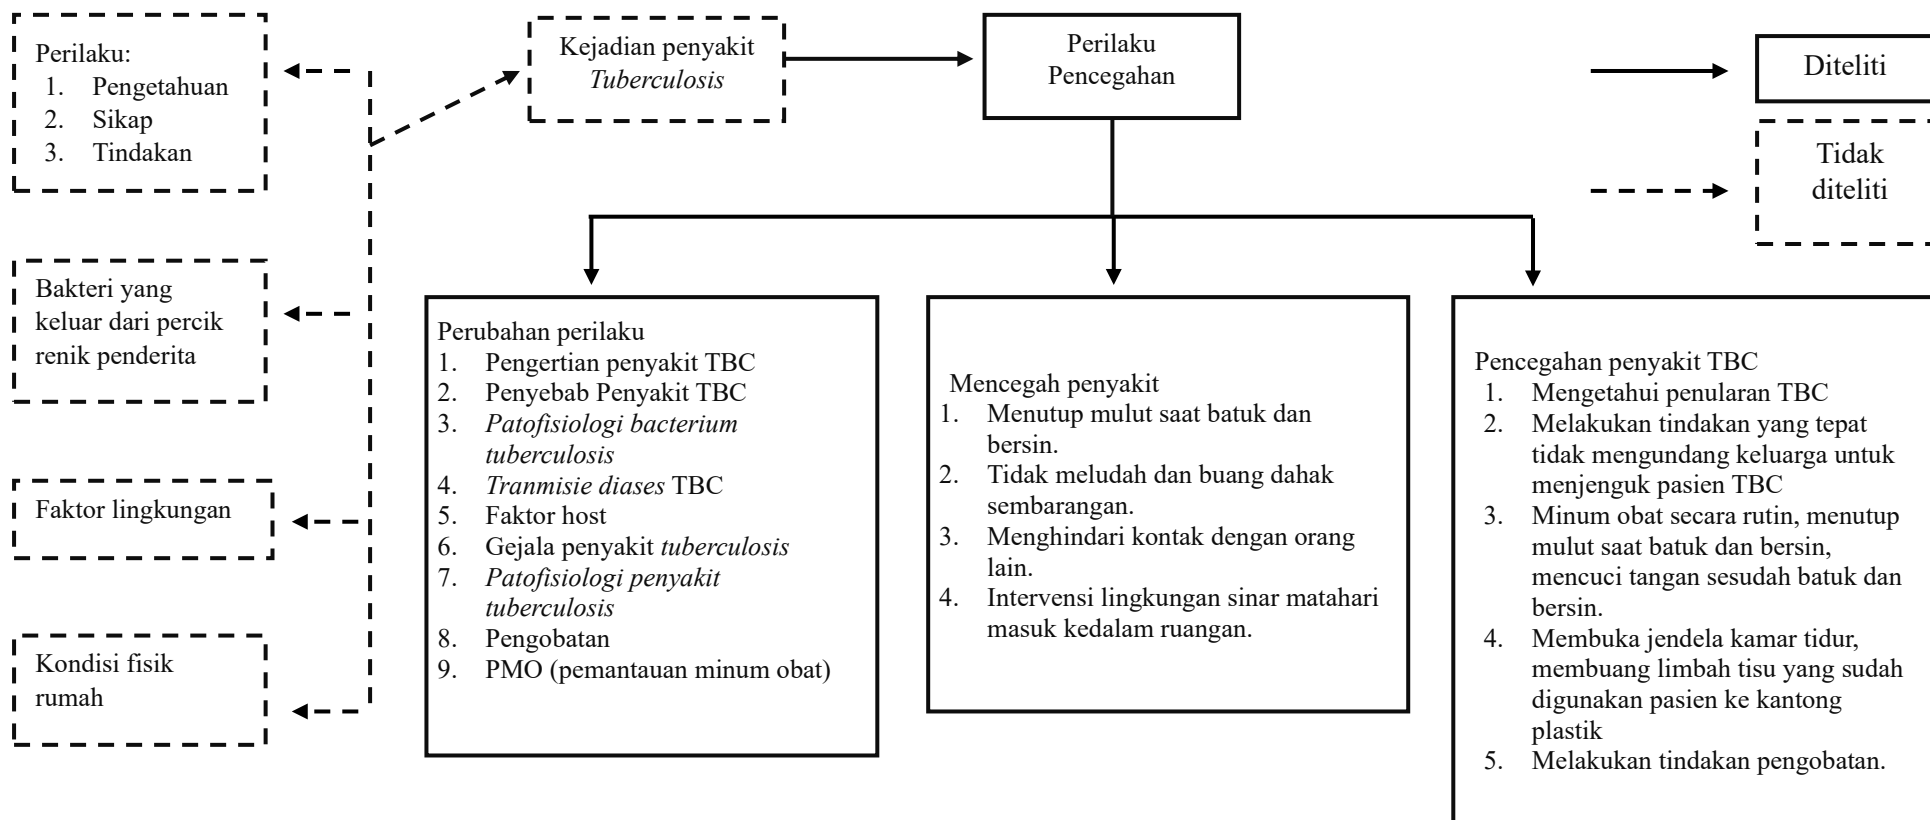 Perilaku:
1. Pengetahuan
2. Sikap
3. Tindakan
Kejadian penyakit
Tuberculosis
Perilaku
Pencegahan
Diteliti
Tidak
diteliti
Bakteri yang
keluar dari percik
renik penderita
Faktor lingkungan
Kondisi fisik
rumah
Perubahan perilaku
1. Pengertian penyakit TBC
2. Penyebab Penyakit TBC
3. Patofisiologi bacterium
tuberculosis
4. Tranmisie diases TBC
5. Faktor host
6. Gejala penyakit tuberculosis
7. Patofisiologi penyakit
tuberculosis
8. Pengobatan
9. PMO (pemantauan minum obat)
Mencegah penyakit
1. Menutup mulut saat batuk dan
bersin.
2. Tidak meludah dan buang dahak
sembarangan.
3. Menghindari kontak dengan orang
lain.
4. Intervensi lingkungan sinar matahari
masuk kedalam ruangan.
Pencegahan penyakit TBC
1. Mengetahui penularan TBC
2. Melakukan tindakan yang tepat
tidak mengundang keluarga untuk
menjenguk pasien TBC
3. Minum obat secara rutin, menutup
mulut saat batuk dan bersin,
mencuci tangan sesudah batuk dan
bersin.
4. Membuka jendela kamar tidur,
membuang limbah tisu yang sudah
digunakan pasien ke kantong
plastik
5. Melakukan tindakan pengobatan.